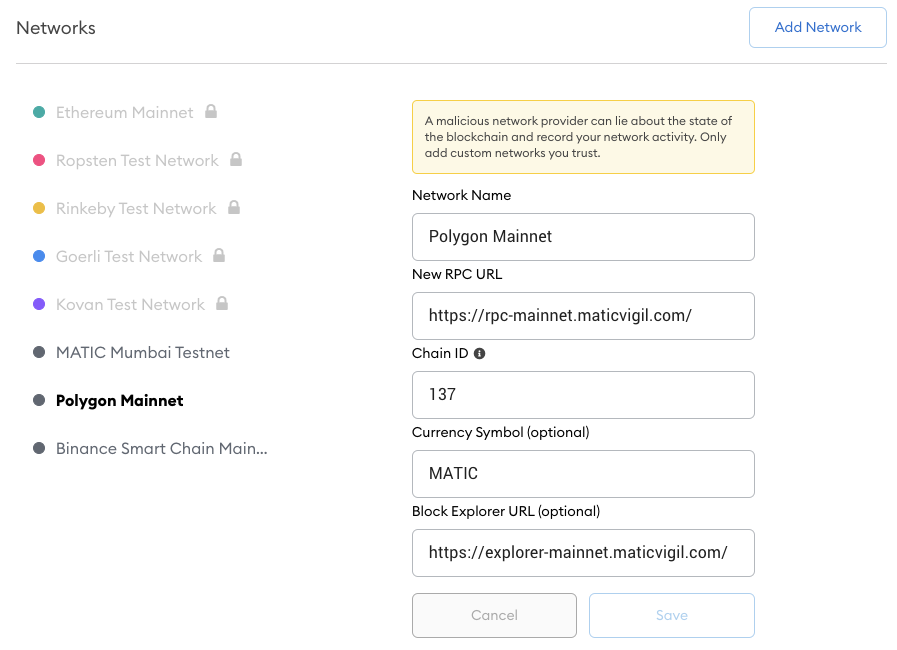 Networks
Add Network
Ethereum Mainnet
Ropsten Test Network
Rinkeby Test Network
Goerli Test Network
Kovan Test Network
MATIC Mumbai Testnet
Polygon Mainnet
Binance Smart Chain Main...
A malicious network provider can lie about the state of
the blockchain and record your network activity. Only
add custom networks you trust.
Network Name
Polygon Mainnet
New RPC URL
https://rpc-mainnet.maticvigil.com/
Chain ID
137
Currency Symbol (optional)
MATIC
Block Explorer URL (optional)
https://explorer-mainnet.maticvigil.com/
Cancel
Save